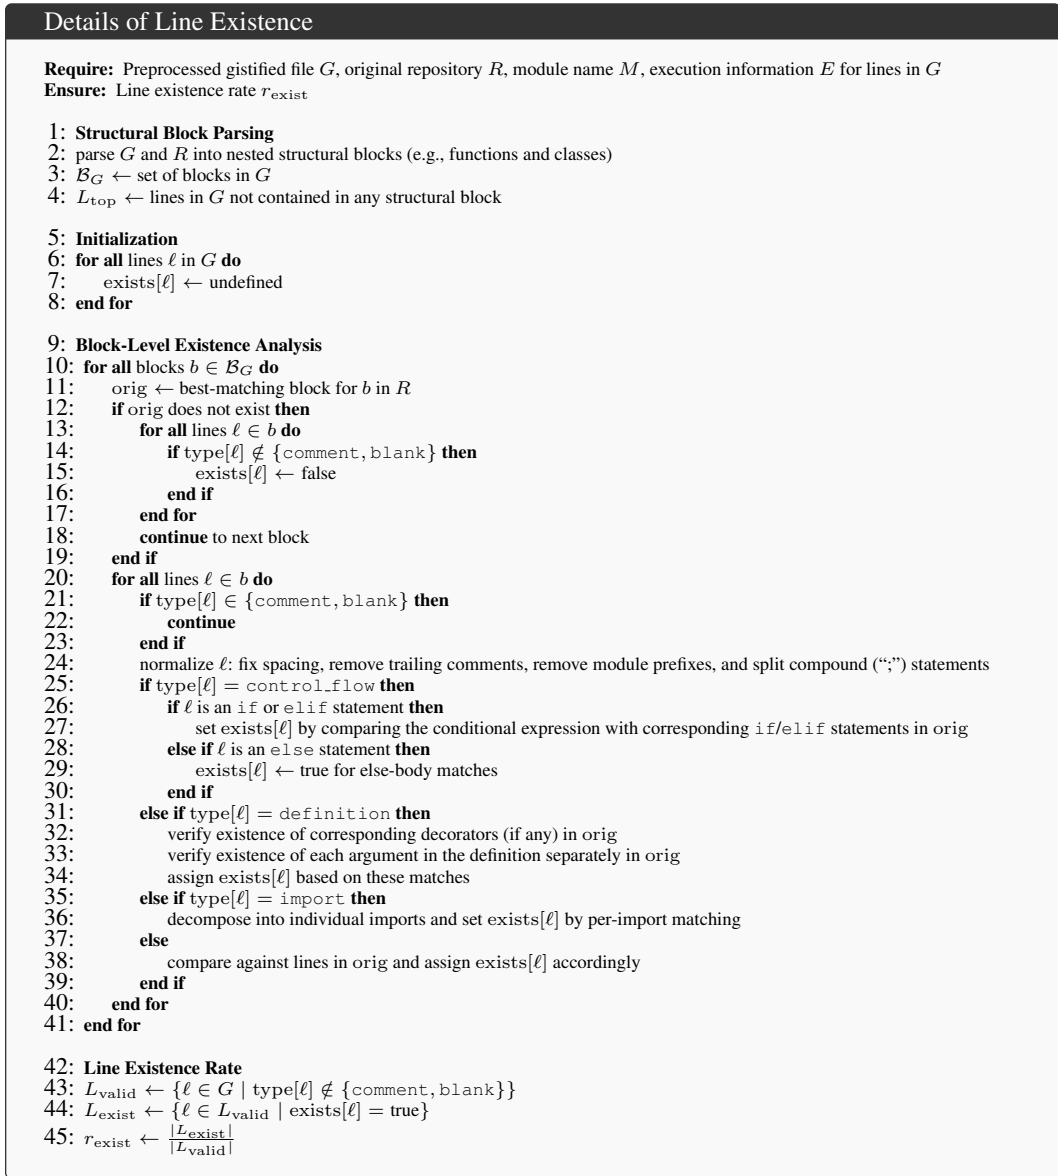 Details of Line Existence
Require: Preprocessed gistified file G, original repository R, module name M, execution information E for lines in G
Ensure: Line existence rate r_exist
1: Structural Block Parsing
2: parse G and R into nested structural blocks (e.g., functions and classes)
3: ℬ_G ← set of blocks in G
4: L_top ← lines in G not contained in any structural block
5: Initialization
6: for all lines ℓ in G do
7: exists[ℓ] ← undefined
8: end for
9: Block-Level Existence Analysis
10: for all blocks b ∈ ℬ_G do
11: orig ← best-matching block for b in R
12: if orig does not exist then
13: for all lines ℓ ∈ b do
14: if type[ℓ] ∉ {comment, blank} then
15: exists[ℓ] ← false
16: end if
17: end for
18: continue to next block
19: end if
20: for all lines ℓ ∈ b do
21: if type[ℓ] ∈ {comment, blank} then
22: continue
23: end if
24: normalize ℓ: fix spacing, remove trailing comments, remove module prefixes, and split compound (“;”) statements
25: if type[ℓ] = control_flow then
26: if ℓ is an if or elif statement then
27: set exists[ℓ] by comparing the conditional expression with corresponding if/elif statements in orig
28: else if ℓ is an else statement then
29: exists[ℓ] ← true for else-body matches
30: end if
31: else if type[ℓ] = definition then
32: verify existence of corresponding decorators (if any) in orig
33: verify existence of each argument in the definition separately in orig
34: assign exists[ℓ] based on these matches
35: else if type[ℓ] = import then
36: decompose into individual imports and set exists[ℓ] by per-import matching
37: else
38: compare against lines in orig and assign exists[ℓ] accordingly
39: end if
40: end for
41: end for
42: Line Existence Rate
43: L_valid ← {ℓ ∈ G | type[ℓ] ∉ {comment, blank}}
44: L_exist ← {ℓ ∈ L_valid | exists[ℓ] = true}
45: r_exist ← |L_exist| / |L_valid|